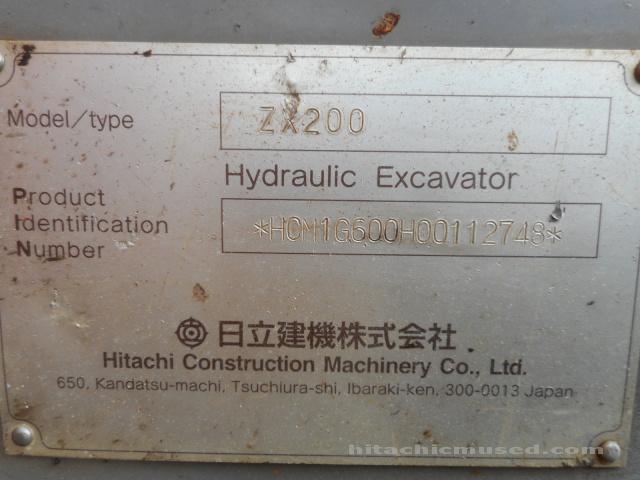 Model/type ZX200
Hydraulic Excavator
Product
Identification
Number
*HCM1G600H00112748*
日立建機株式会社
Hitachi Construction Machinery Co., Ltd.
650, Kandatsu-machi, Tsuchiura-shi, Ibaraki-ken, 300-0013 Japan
hitachicmused.com